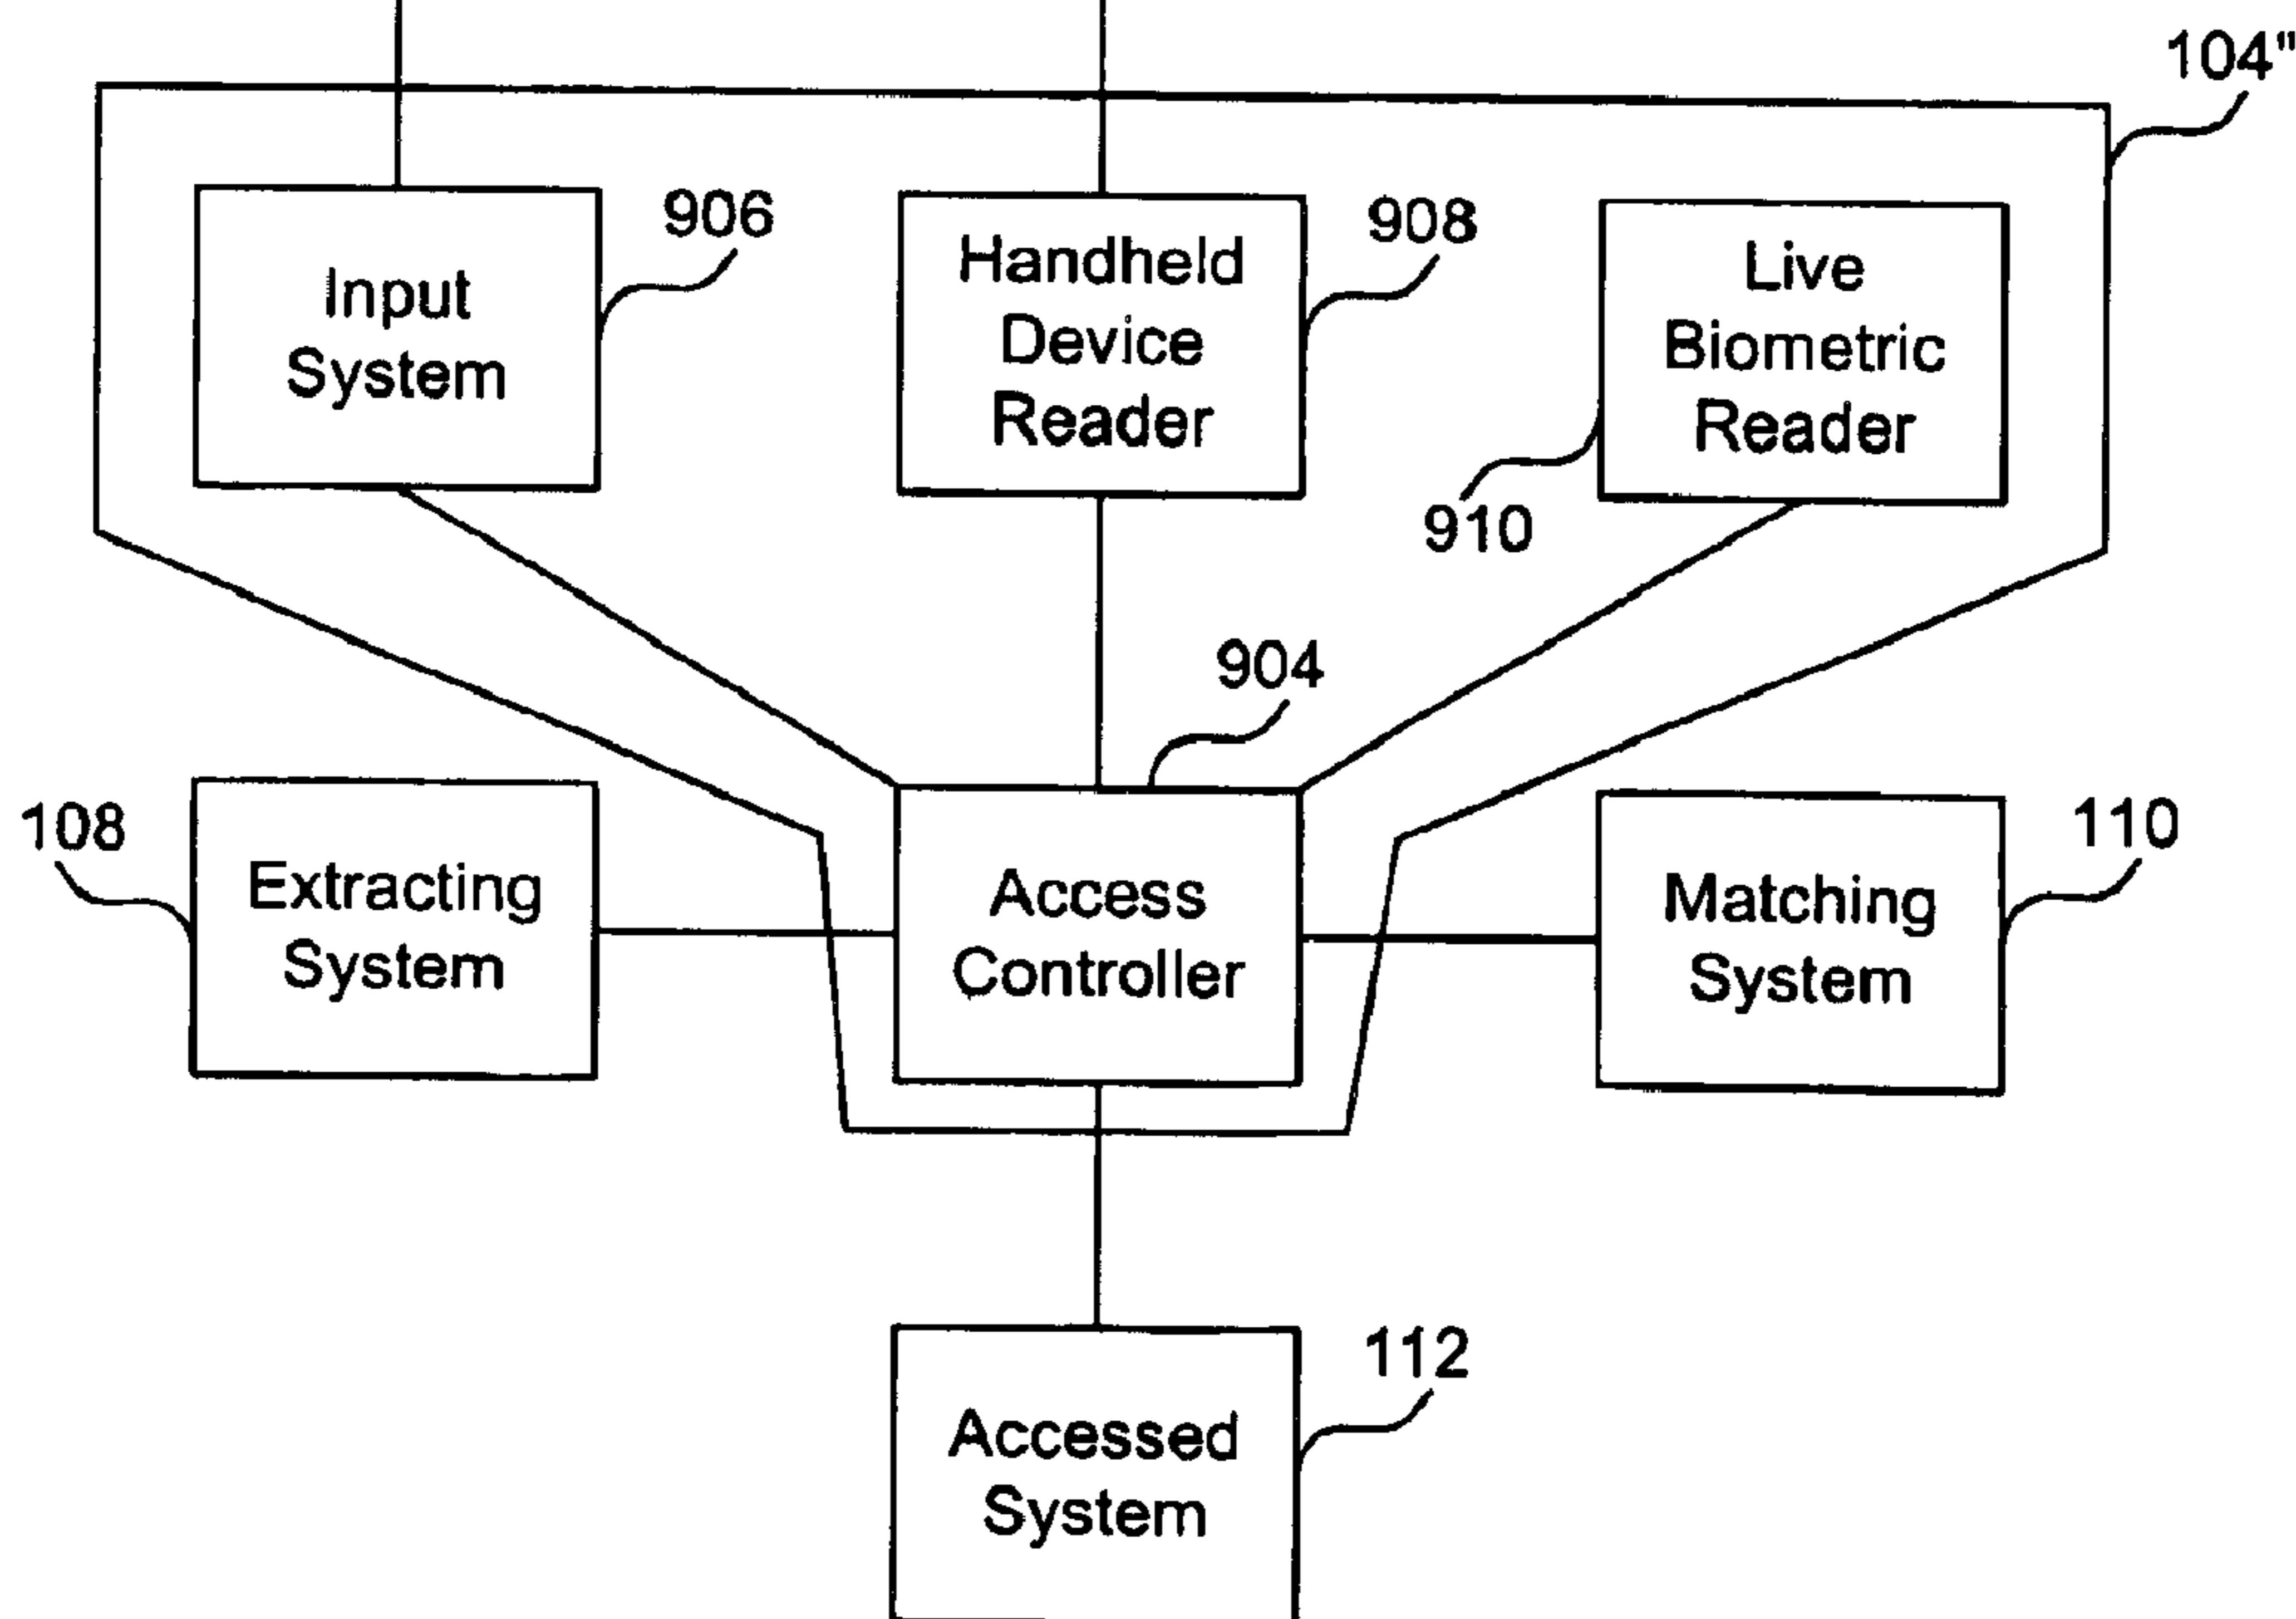 104"
906
Input
System
908
Handheld
Device
Reader
Live
Biometric
Reader
910
904
108
Extracting
System
Access
Controller
110
Matching
System
112
Accessed
System